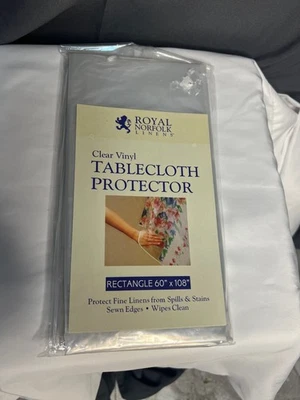 ROYAL
NORFOLK
LINENS
Clear Vinyl
TABLECLOTH
PROTECTOR
RECTANGLE 60" x 108"
Protect Fine Linens from Spills & Stains
Sewn Edges • Wipes Clean